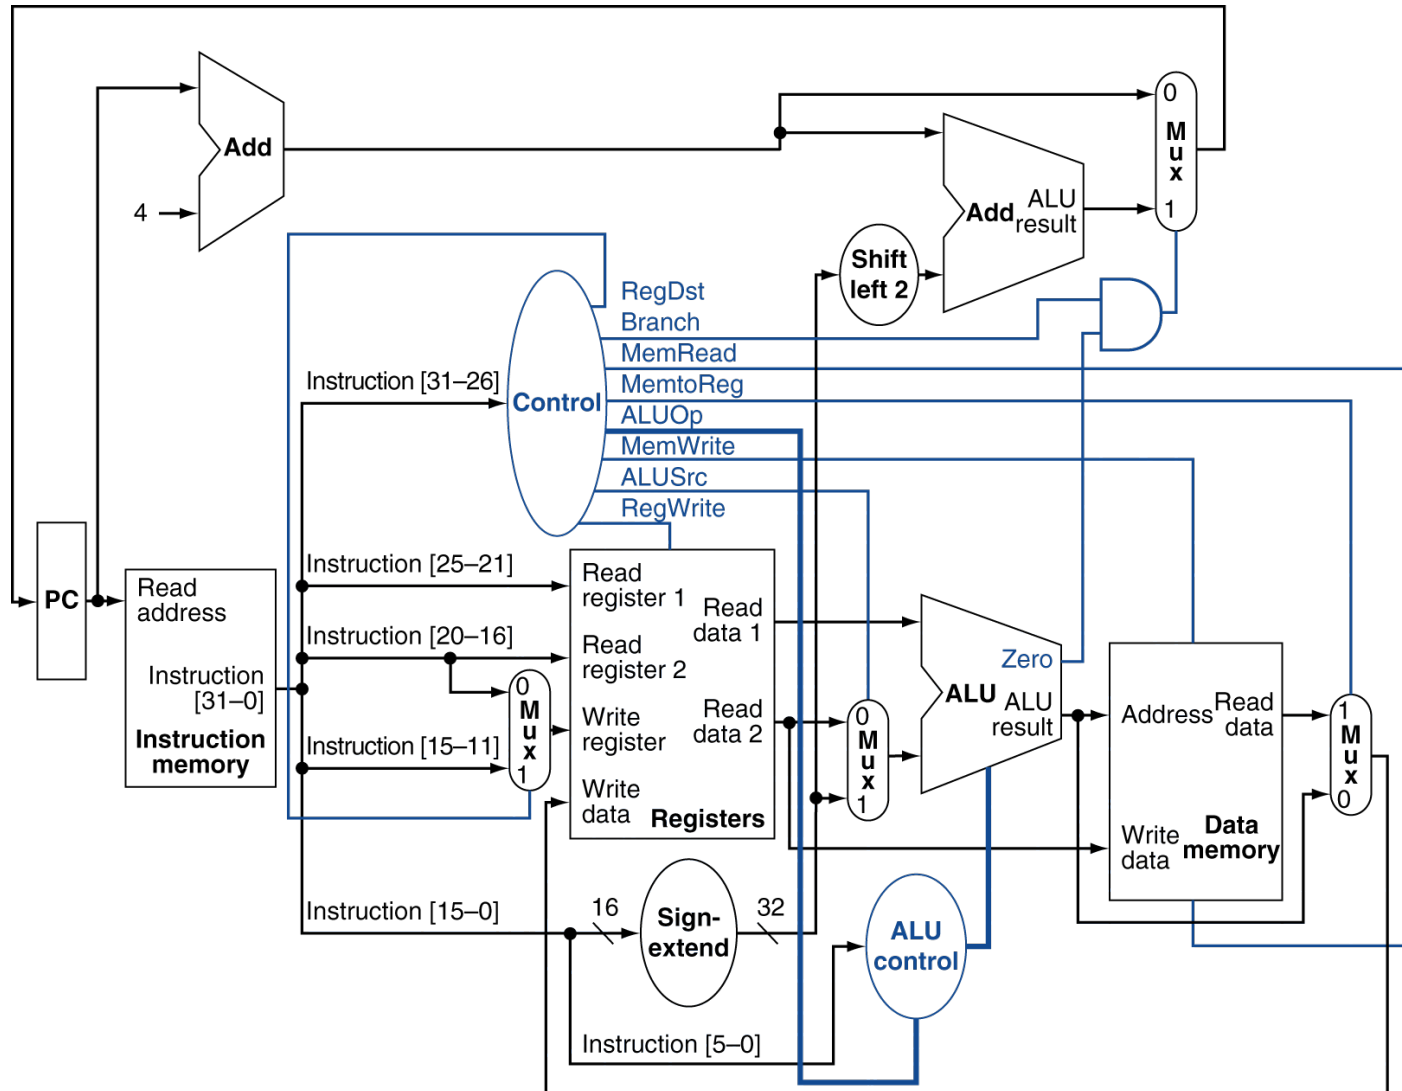 0
M
u
x
1
Add
4
Add
ALU
result
Shift
left 2
RegDst
Branch
MemRead
MemtoReg
ALUOp
MemWrite
ALUSrc
RegWrite
Control
Instruction [31–26]
Instruction [25–21]
Instruction [20–16]
Instruction [15–11]
Instruction [15–0]
Instruction [5–0]
PC
Read
address
Instruction
[31–0]
Instruction
memory
0
M
u
x
1
Read
register 1
Read
register 2
Write
register
Write
data
Read
data 1
Read
data 2
Registers
0
M
u
x
1
Zero
ALU
ALU
result
Address
Read
data
Write
data
Data
memory
1
M
u
x
0
16
Sign-
extend
32
ALU
control